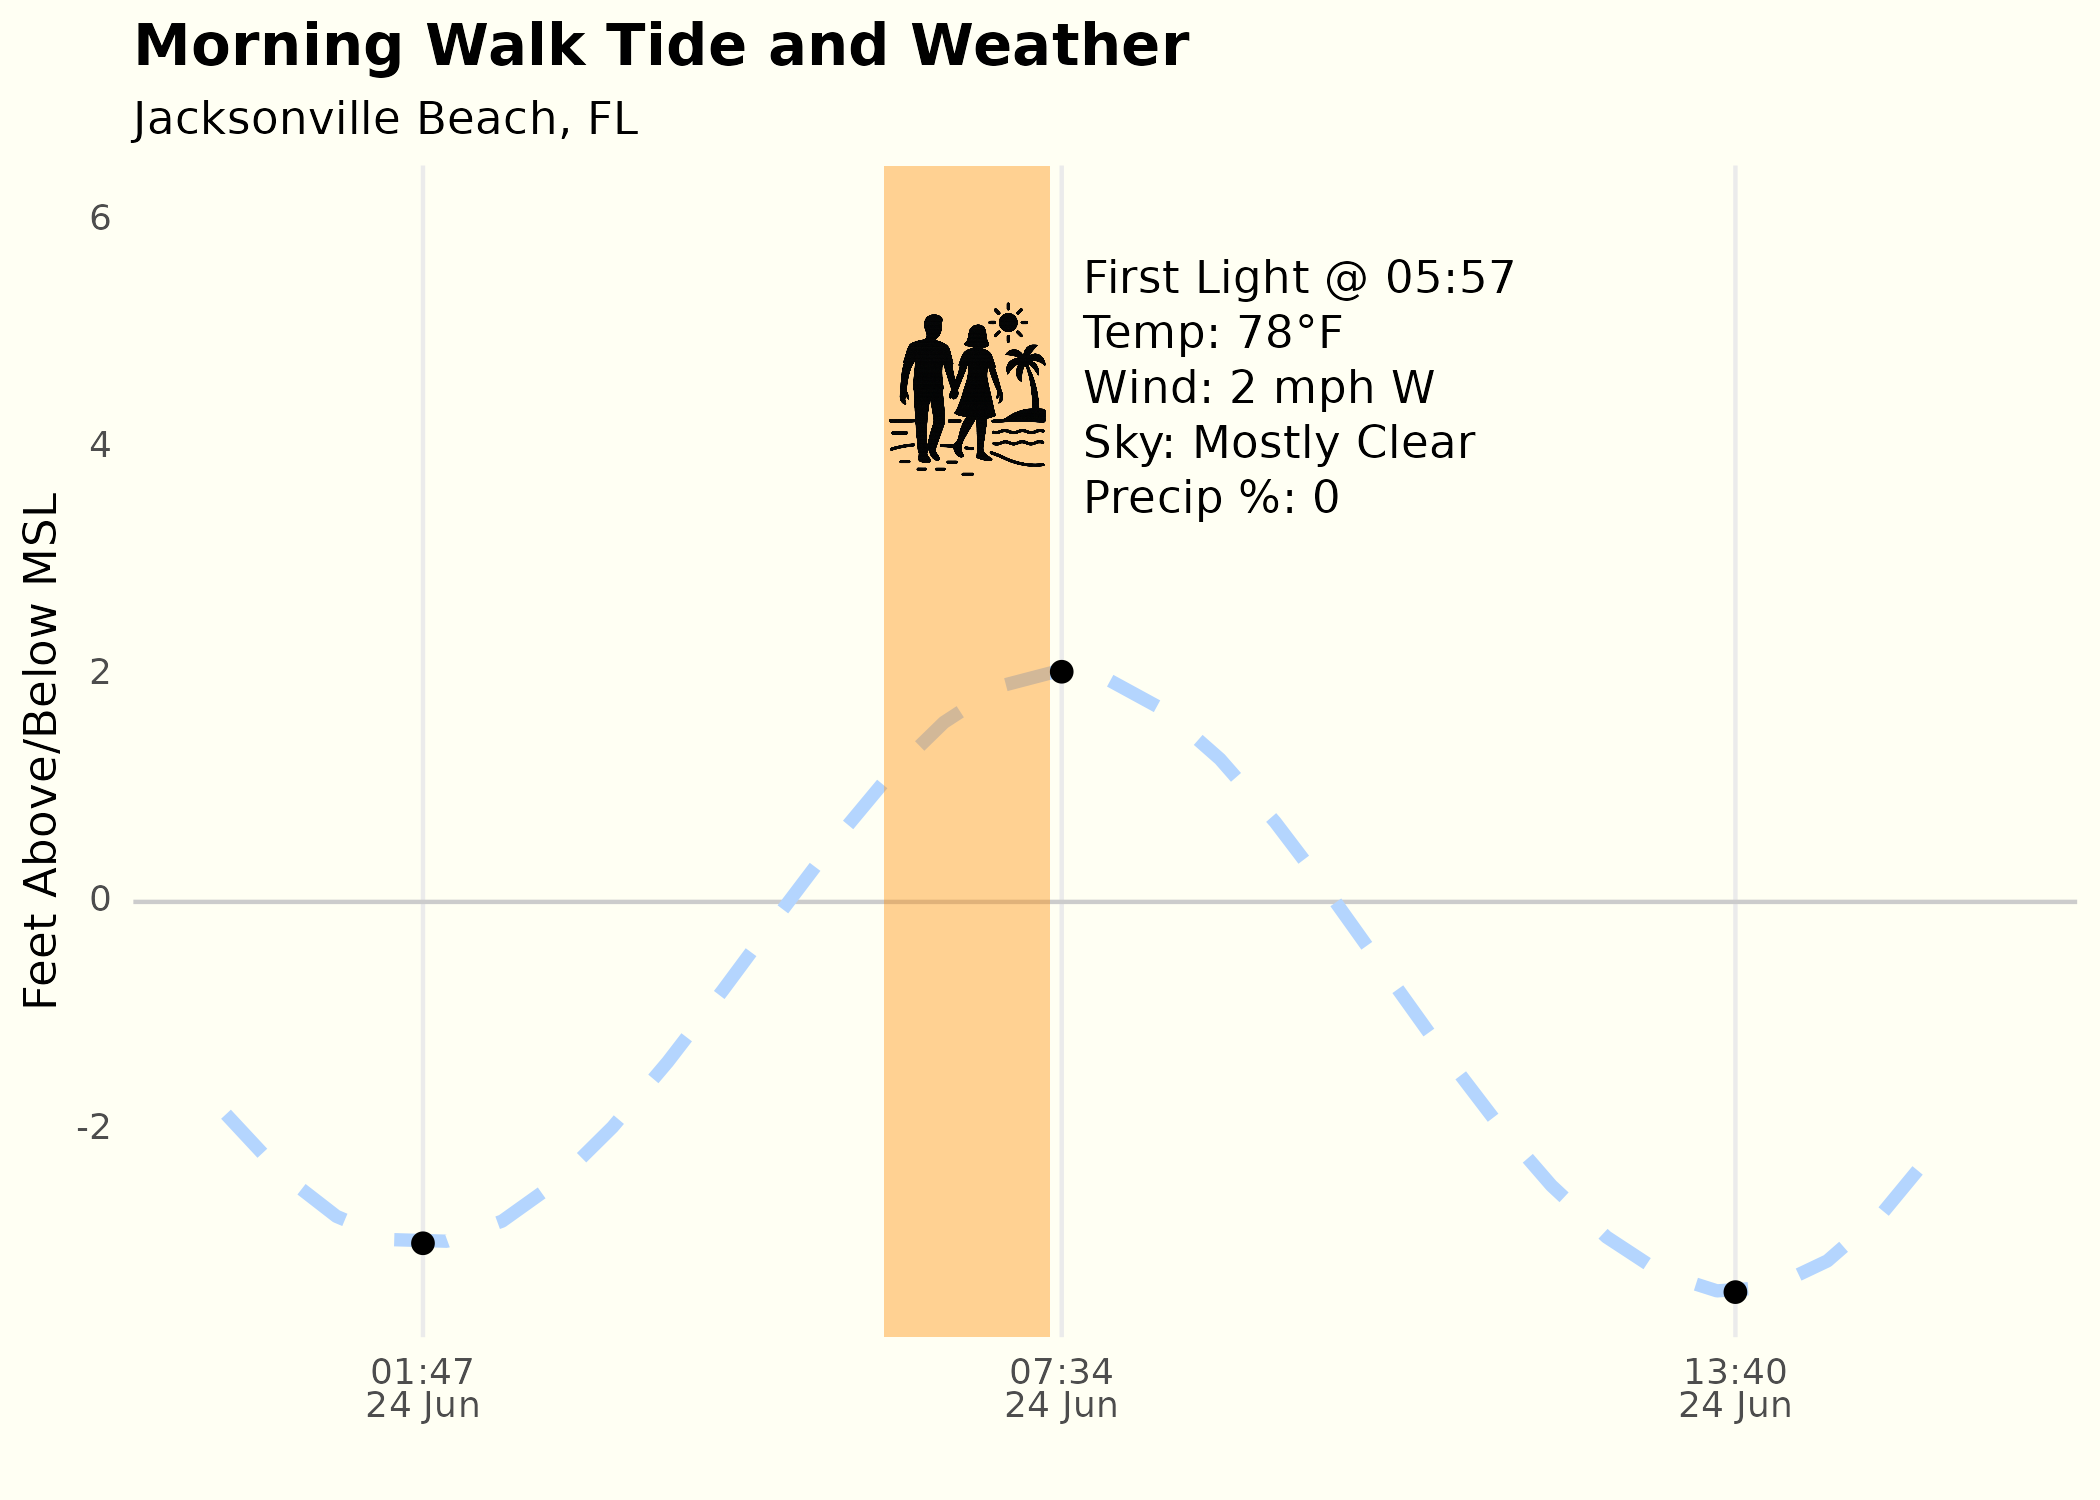 Morning Walk Tide and Weather
Jacksonville Beach, FL
Feet Above/Below MSL
6
4
2
0
-2
First Light @ 05:57
Temp: 78°F
Wind: 2 mph W
Sky: Mostly Clear
Precip %: 0
01:47
24 Jun
07:34
24 Jun
13:40
24 Jun